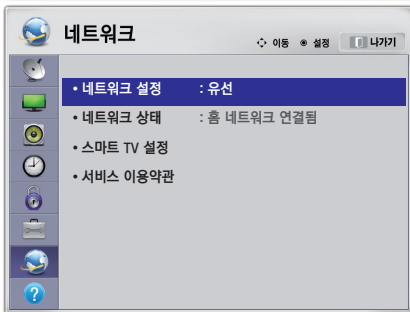 네트워크
이동 설정 나가기
• 네트워크 설정 : 유선
• 네트워크 상태 : 홈 네트워크 연결됨
• 스마트 TV 설정
• 서비스 이용약관
?